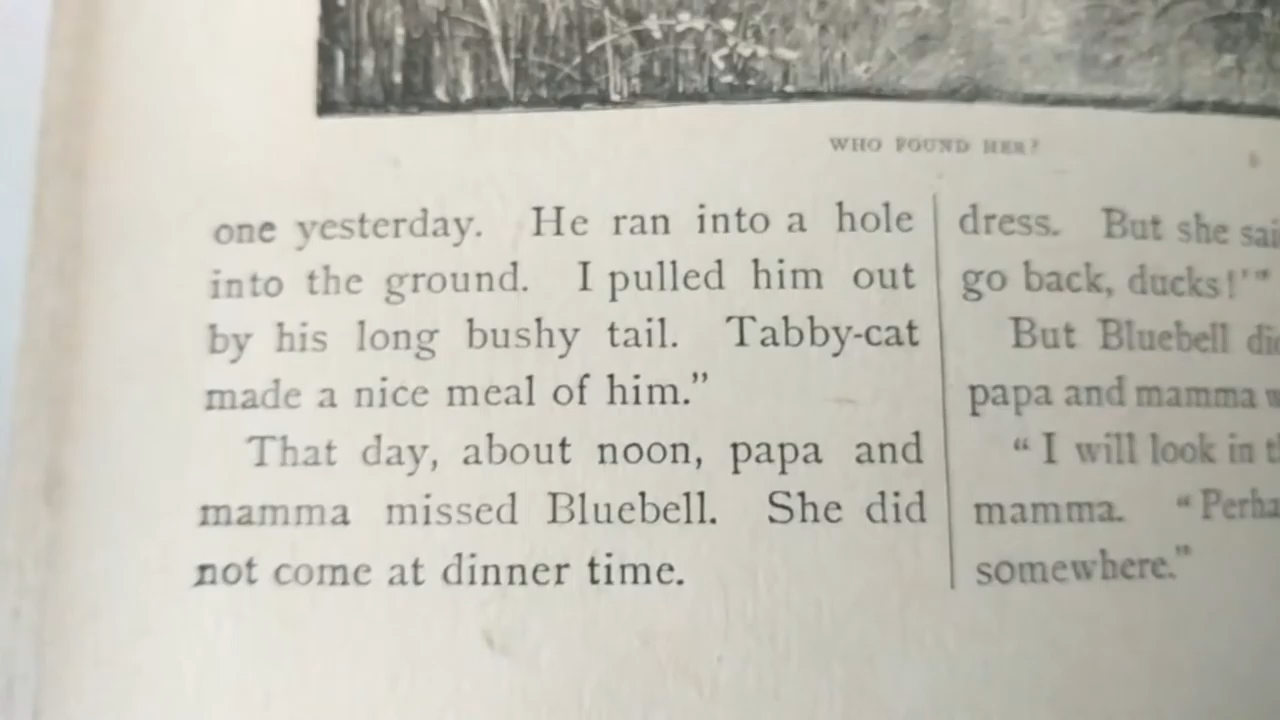 WHO FOUND HER?
one yesterday. He ran into a hole
into the ground. I pulled him out
by his long bushy tail. Tabby-cat
made a nice meal of him.”
That day, about noon, papa and
mamma missed Bluebell. She did
not come at dinner time.
dress. But she
go back, ducks!’”
But Bluebell
papa and mamma
“I will look in
mamma. “
somewhere.”